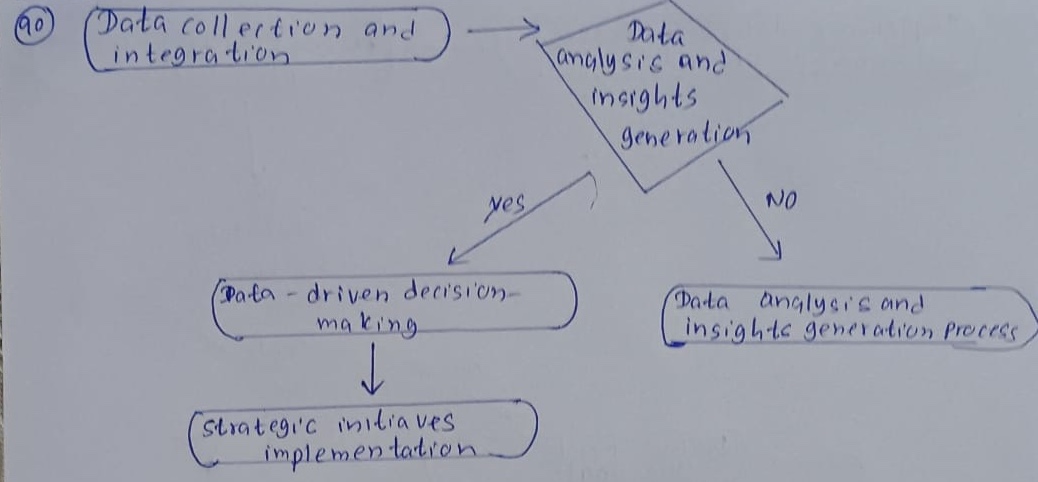 90
Data collection and
integration
Data
analysis and
insights
generation
yes
NO
Data - driven decision-
making
Data analysis and
insights generation process
Strategic initiaves
implementation